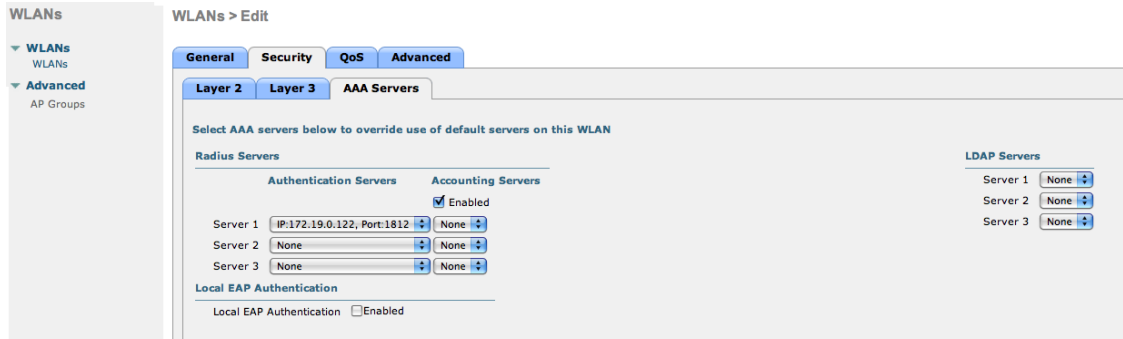 WLANs
WLANs > Edit
WLANs
WLANs
Advanced
AP Groups
General Security QoS Advanced
Layer 2 Layer 3 AAA Servers
Select AAA servers below to override use of default servers on this WLAN
Radius Servers
LDAP Servers
Authentication Servers Accounting Servers
Enabled
Server 1 IP:172.19.0.122, Port:1812 None
Server 2 None None
Server 3 None None
Server 1 None
Server 2 None
Server 3 None
Local EAP Authentication
Local EAP Authentication Enabled